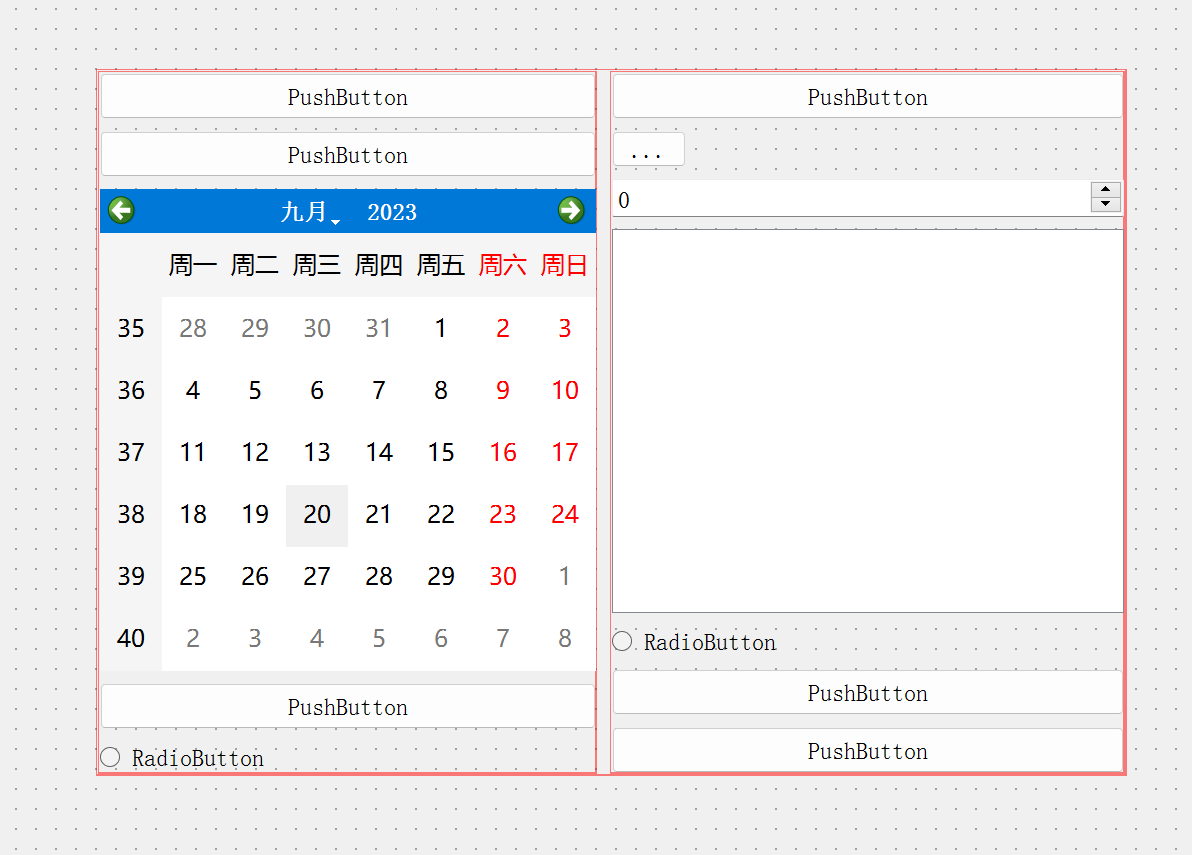 PushButton
PushButton
九月 2023
周一 周二 周三 周四 周五 周六 周日
35 28 29 30 31 1 2 3
36 4 5 6 7 8 9 10
37 11 12 13 14 15 16 17
38 18 19 20 21 22 23 24
39 25 26 27 28 29 30 1
40 2 3 4 5 6 7 8
PushButton
RadioButton
PushButton
...
0
RadioButton
PushButton
PushButton